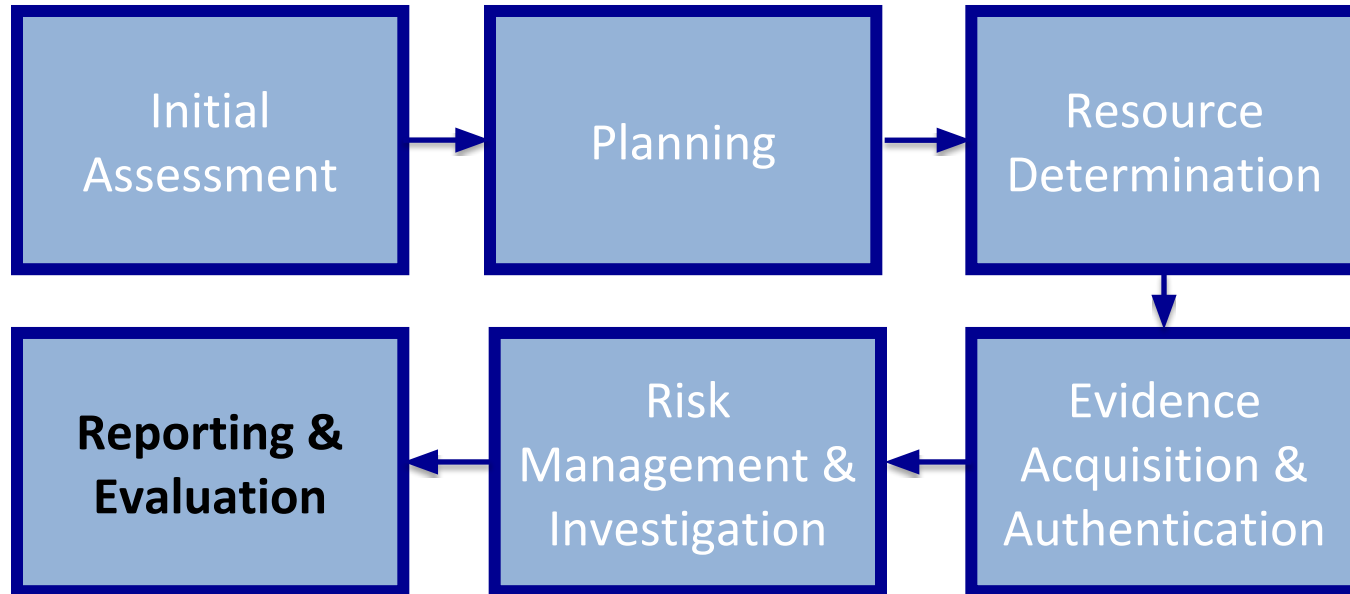 Initial
Assessment
Planning
Resource
Determination
Evidence
Acquisition &
Authentication
Risk
Management &
Investigation
Reporting &
Evaluation